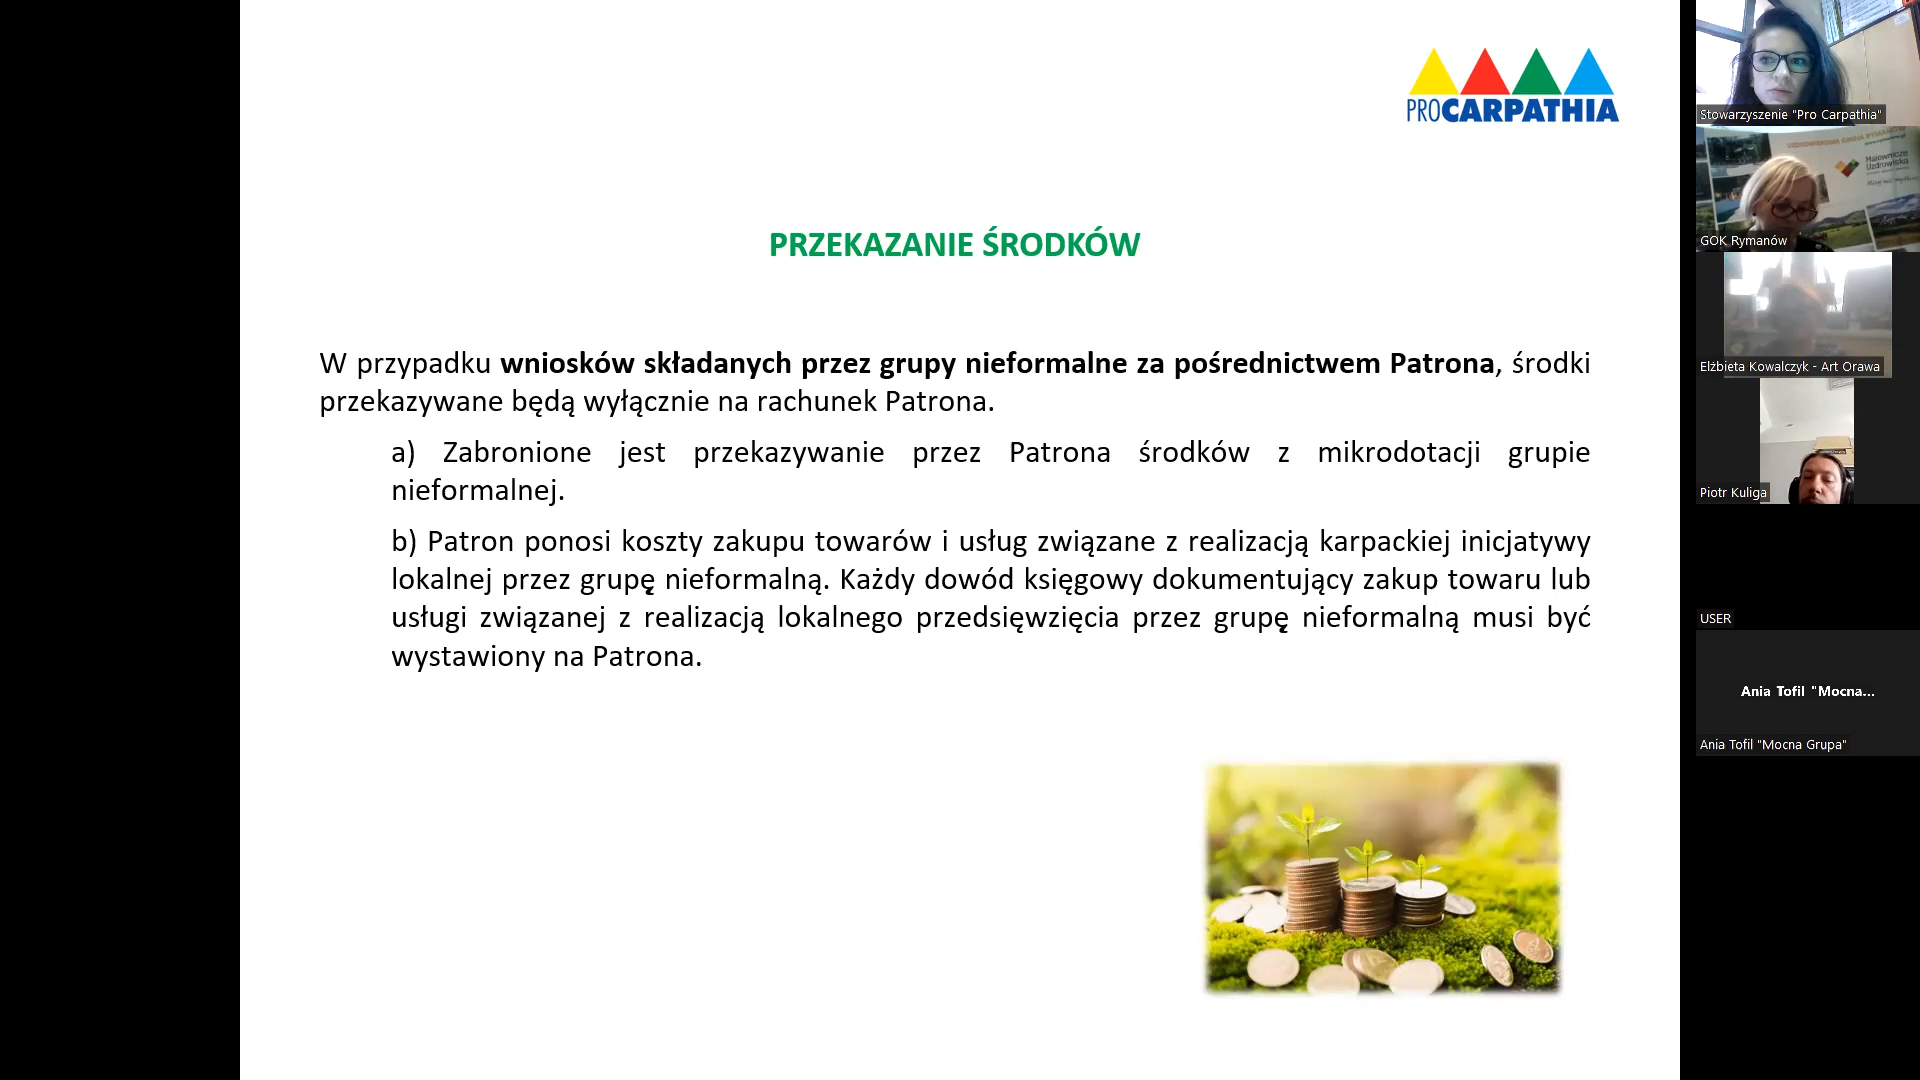 PROCARPATHIA
PRZEKAZANIE ŚRODKÓW
W przypadku wniosków składanych przez grupy nieformalne za pośrednictwem Patrona, środki
przekazywane będą wyłącznie na rachunek Patrona.
a) Zabronione jest przekazywanie przez Patrona środków z mikrodotacji grupie
nieformalnej.
b) Patron ponosi koszty zakupu towarów i usług związane z realizacją karpackiej inicjatywy
lokalnej przez grupę nieformalną. Każdy dowód księgowy dokumentujący zakup towaru lub
usługi związanej z realizacją lokalnego przedsięwzięcia przez grupę nieformalną musi być
wystawiony na Patrona.
Stowarzyszenie "Pro Carpathia"
Malownicze
Uzdrowiska
GOK Rymanów
Elżbieta Kowalczyk - Art Orawa
Piotr Kuliga
USER
Ania Tofil "Mocna...
Ania Tofil "Mocna Grupa"